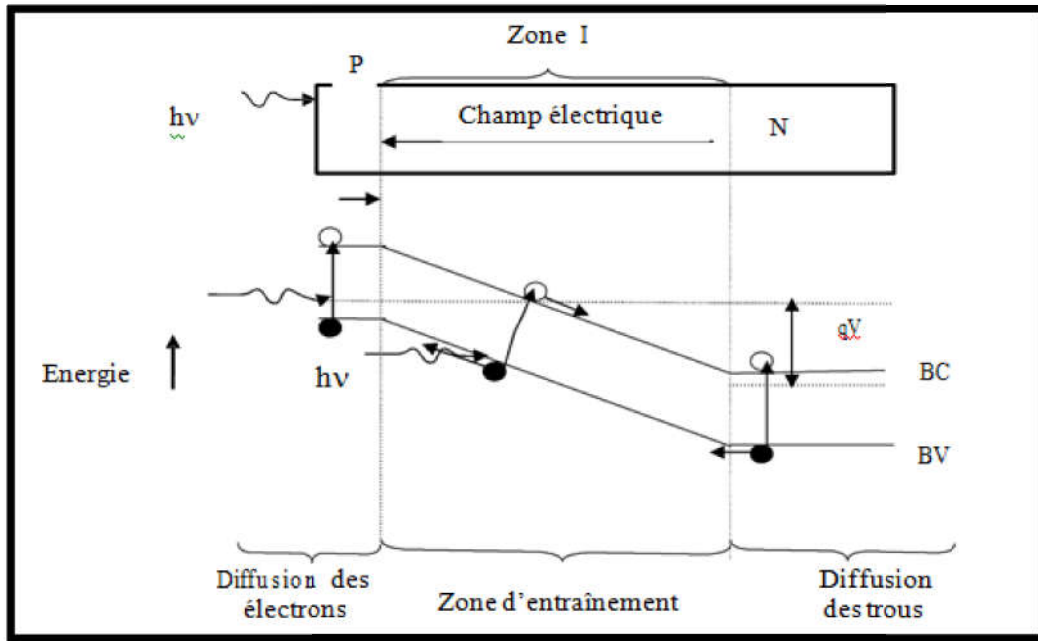 Zone I
P
hν
Champ électrique
N
qV
Energie
hν
BC
BV
Diffusion des
électrons
Zone d'entraînement
Diffusion
des trous